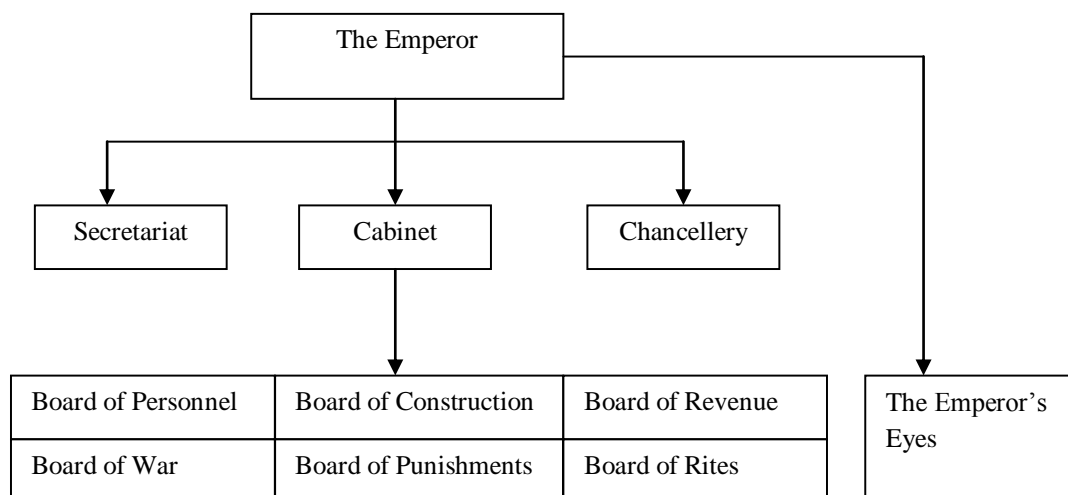 The Emperor
Secretariat
Cabinet
Chancellery
Board of Personnel
Board of Construction
Board of Revenue
The Emperor’s
Eyes
Board of War
Board of Punishments
Board of Rites